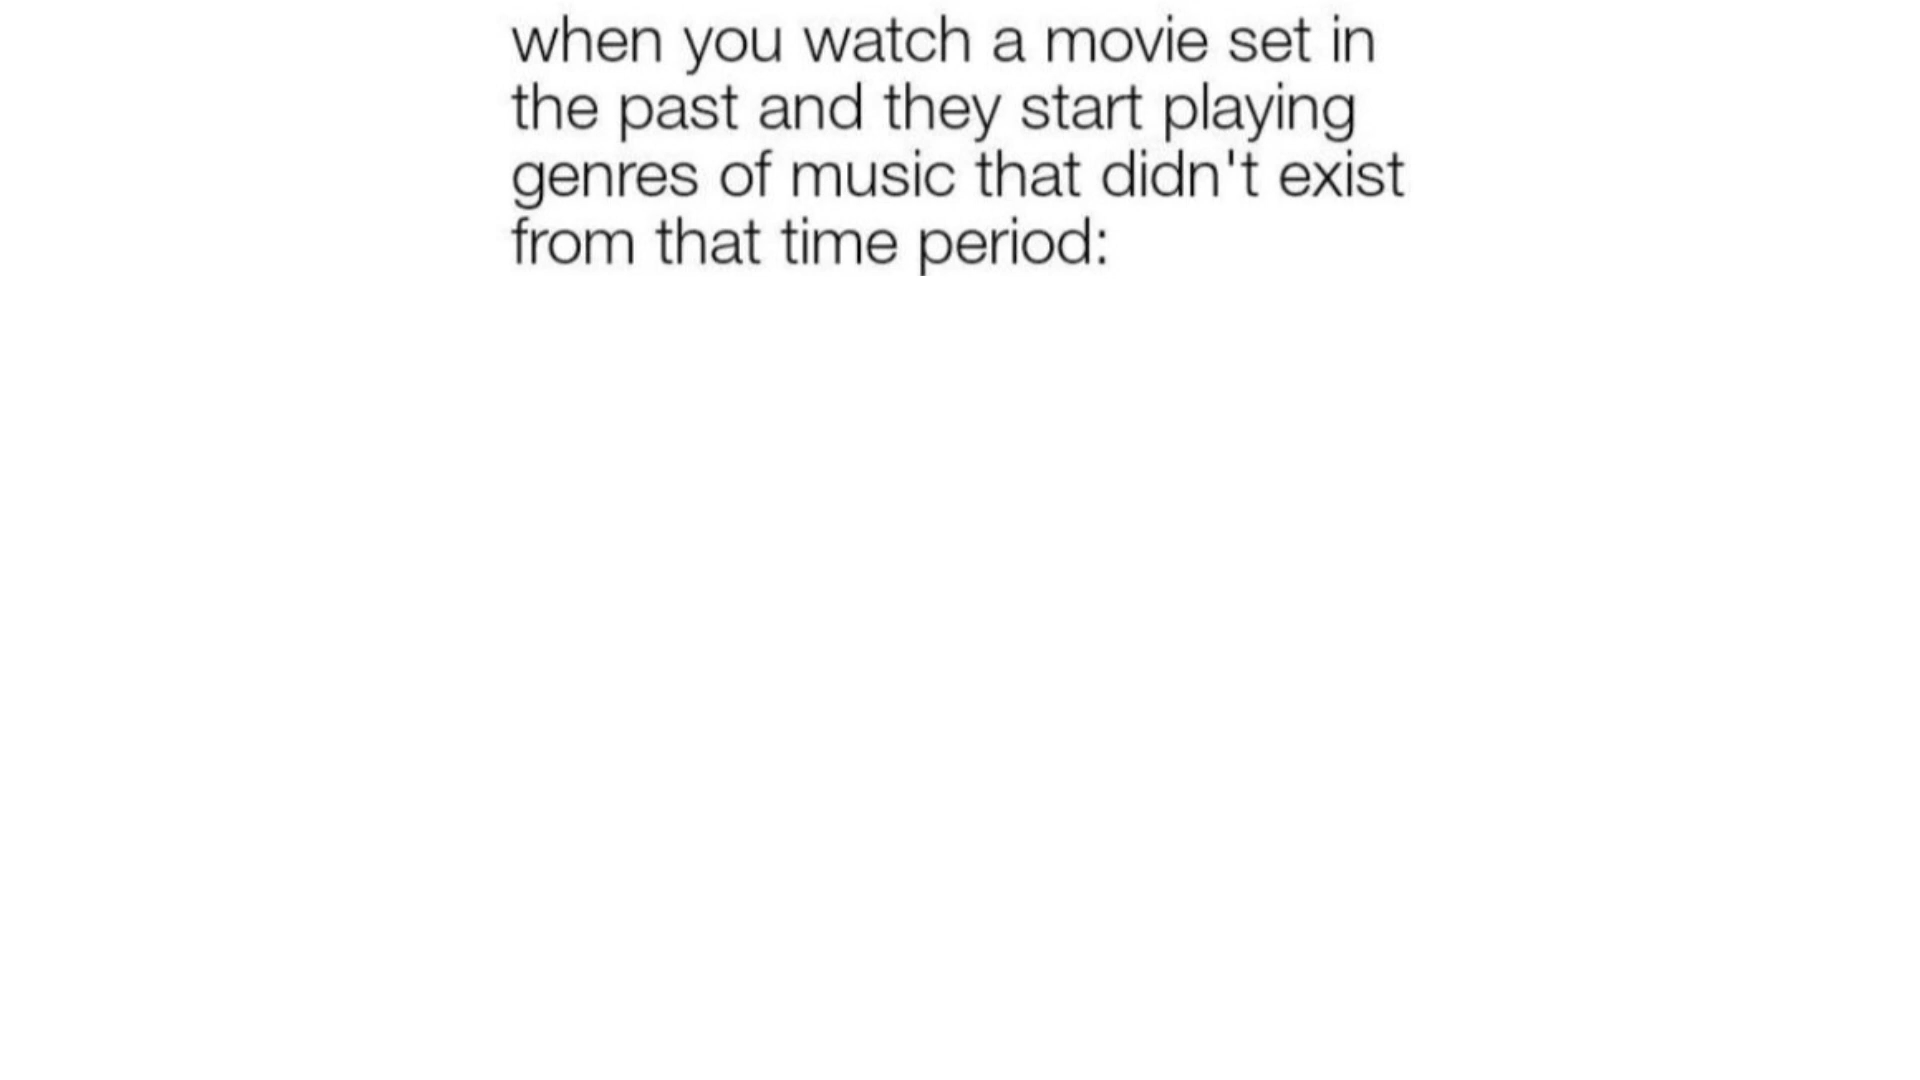 when you watch a movie set in
the past and they start playing
genres of music that didn't exist
from that time period: